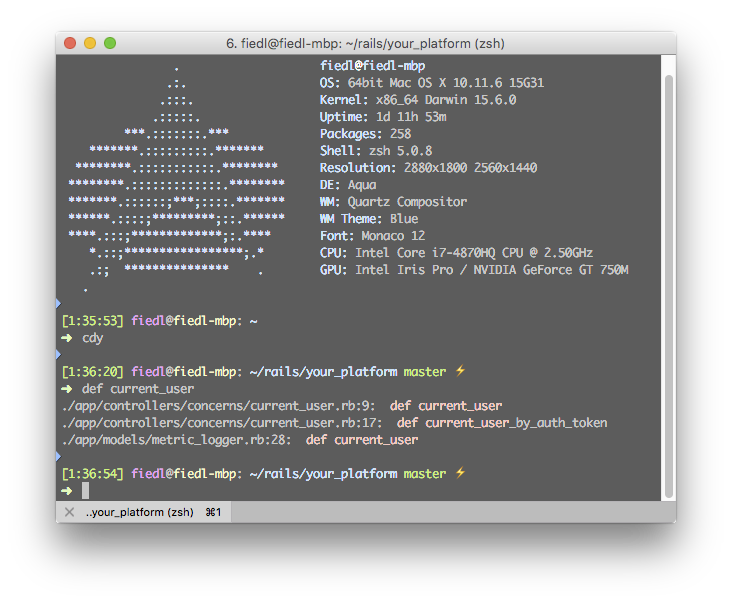 6. fiedl@fiedl-mbp: ~/rails/your_platform (zsh)
fiedl@fiedl-mbp
OS: 64bit Mac OS X 10.11.6 15G31
Kernel: x86_64 Darwin 15.6.0
Uptime: 1d 11h 53m
Packages: 258
Shell: zsh 5.0.8
Resolution: 2880x1800 2560x1440
DE: Aqua
WM: Quartz Compositor
WM Theme: Blue
Font: Monaco 12
CPU: Intel Core i7-4870HQ CPU @ 2.50GHz
GPU: Intel Iris Pro / NVIDIA GeForce GT 750M
[1:35:53] fiedl@fiedl-mbp: ~
➜ cdy
[1:36:20] fiedl@fiedl-mbp: ~/rails/your_platform master ⚡
➜ def current_user
./app/controllers/concerns/current_user.rb:9:  def current_user
./app/controllers/concerns/current_user.rb:17:  def current_user_by_auth_token
./app/models/metric_logger.rb:28:  def current_user
[1:36:54] fiedl@fiedl-mbp: ~/rails/your_platform master ⚡
➜
..your_platform (zsh) ⌘1